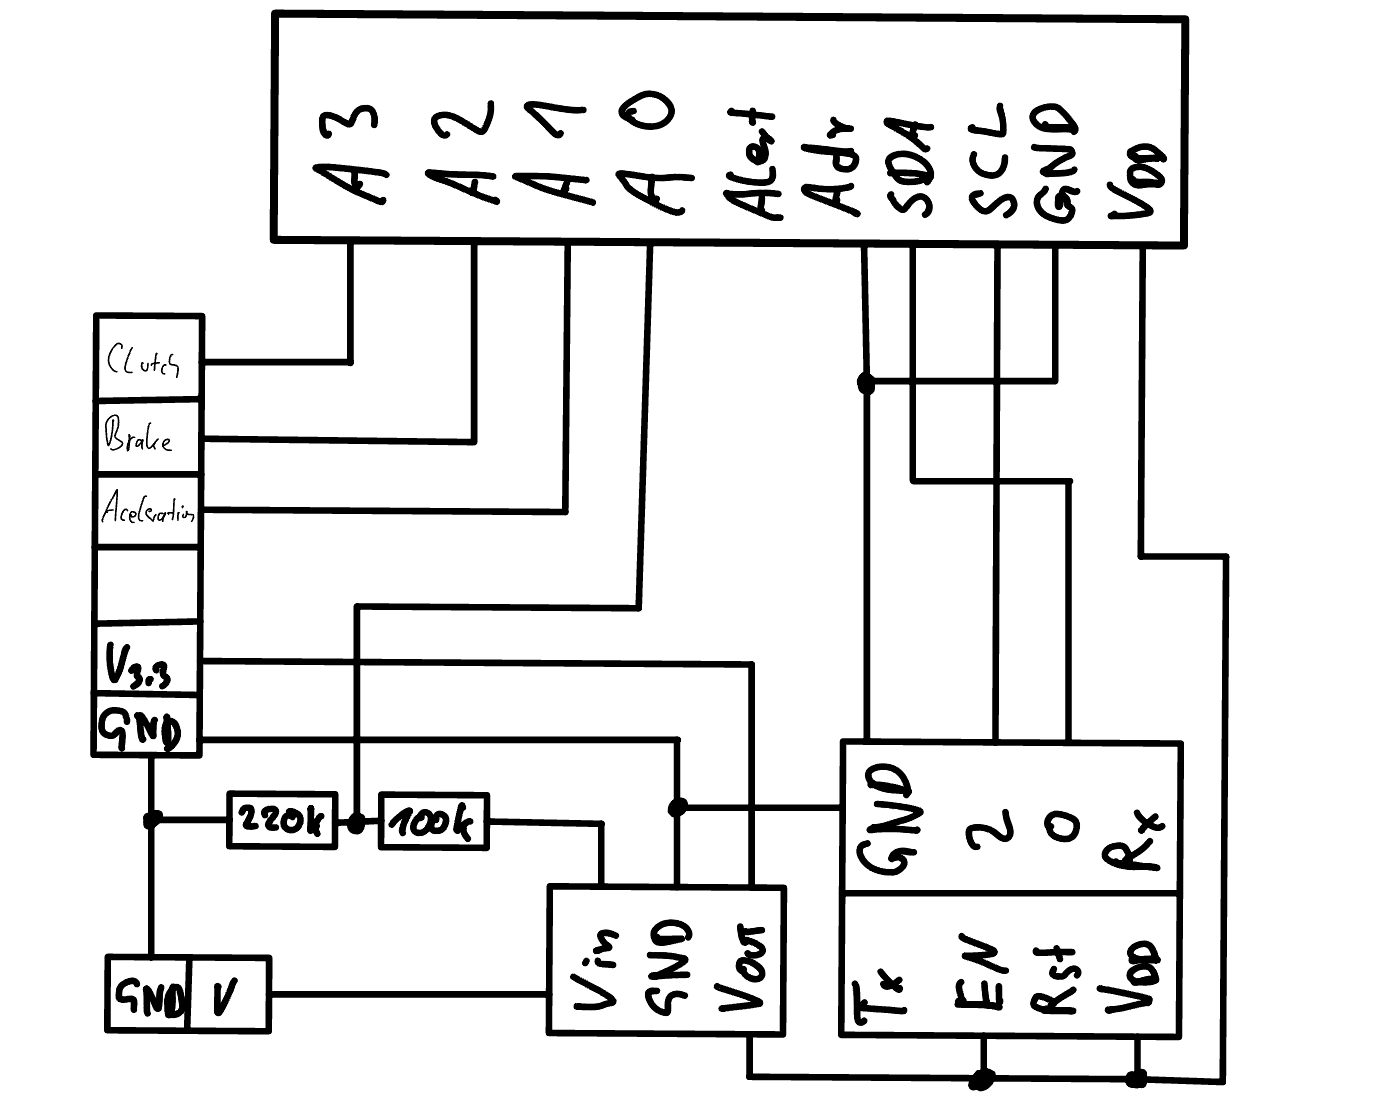 A3 A2 A1 A0 ALert Adr SDA SCL GND VDD
CLutch
Brake
Aceleration
V3.3
GND
220k 100k
GND 2 0 Rx
Vin GND Vout
Tx EN Rst VDD
GND V